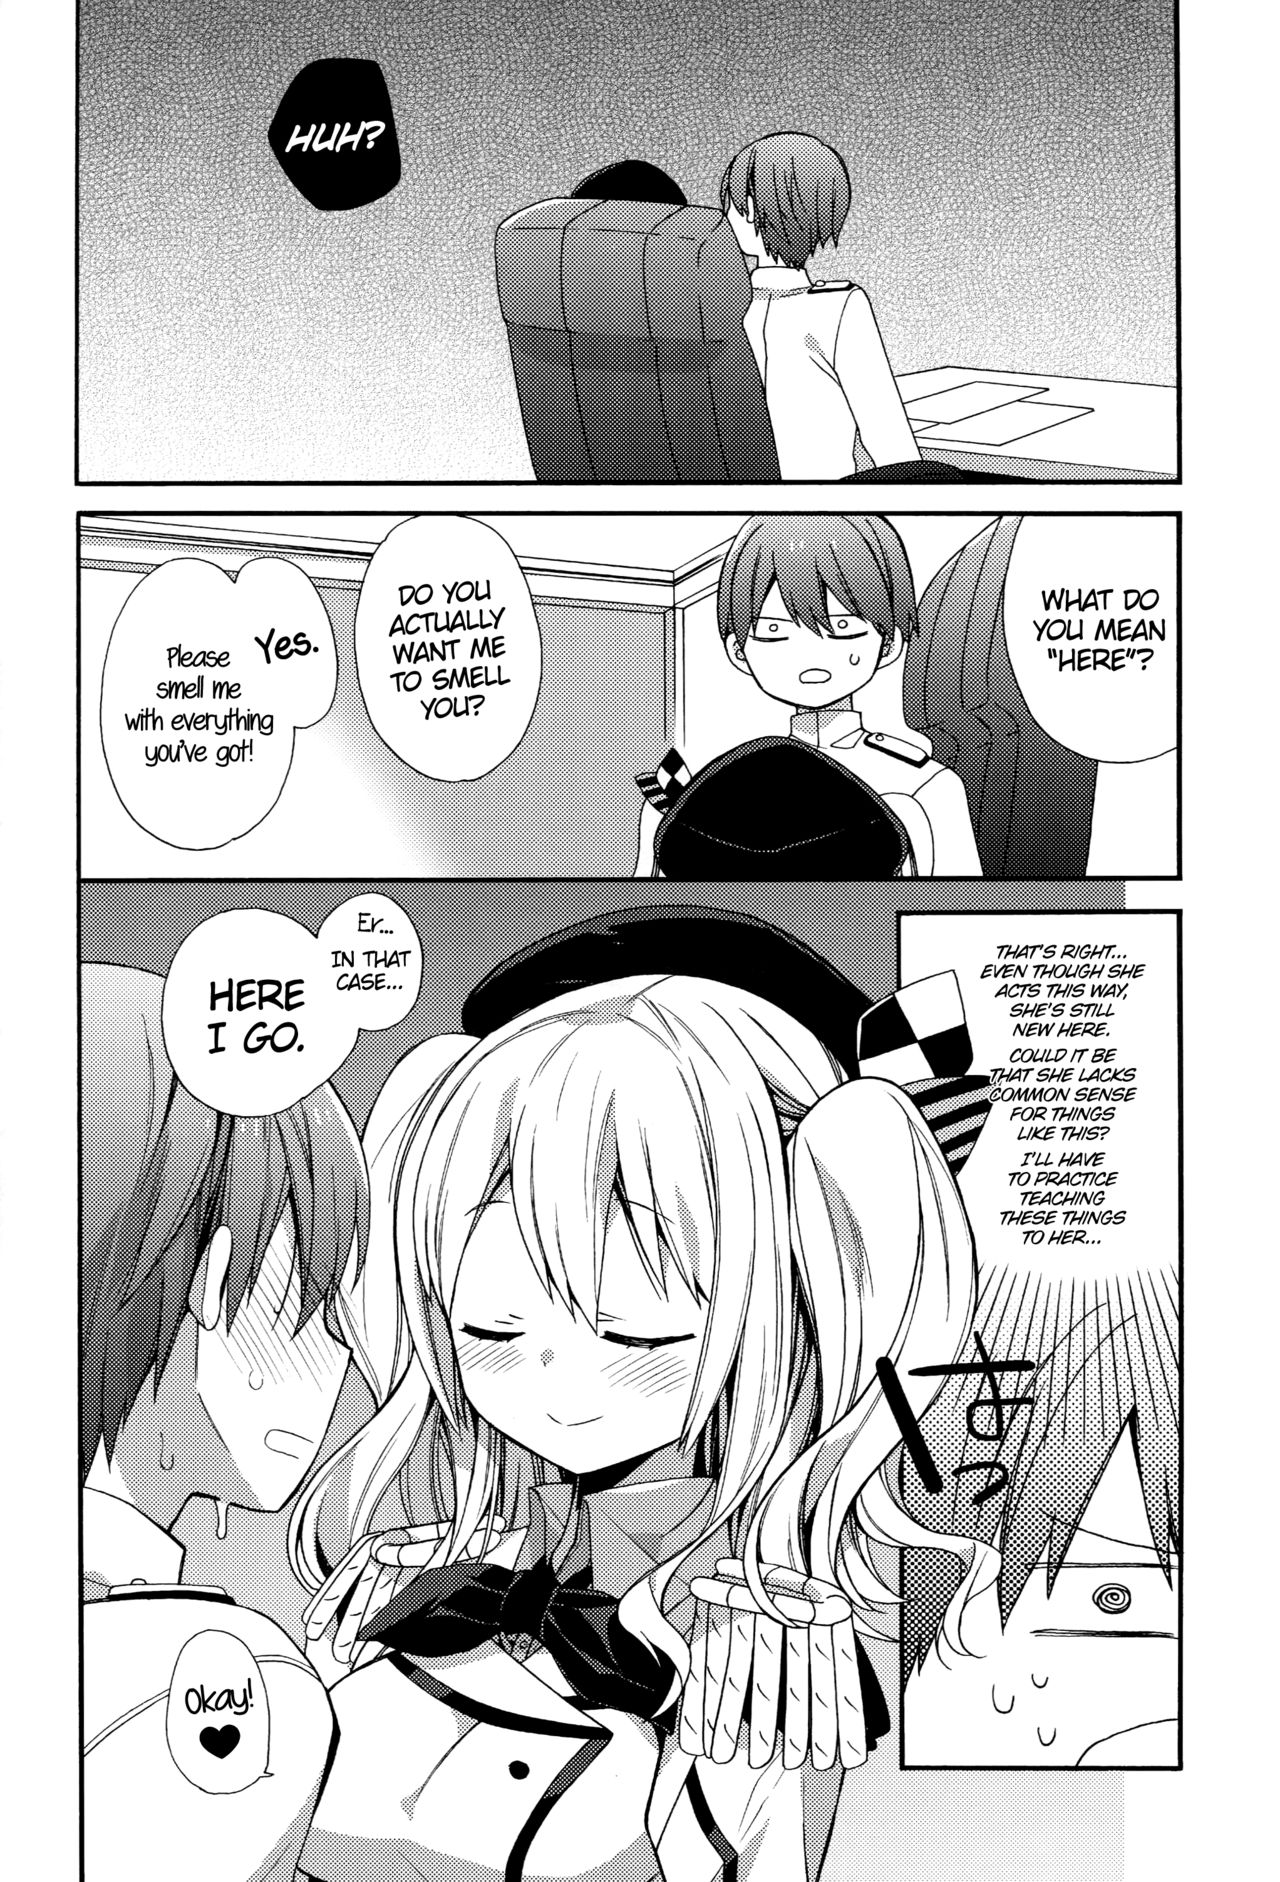 HUH?
WHAT DO
YOU MEAN
"HERE"?
DO YOU
ACTUALLY
WANT ME
TO SMELL
YOU?
Yes.
Please
smell me
with everything
you've got!
THAT'S RIGHT...
EVEN THOUGH SHE
ACTS THIS WAY,
SHE'S STILL
NEW HERE.
COULD IT BE
THAT SHE LACKS
COMMON SENSE
FOR THINGS
LIKE THIS?
I'LL HAVE
TO PRACTICE
TEACHING
THESE THINGS
TO HER...
はっ
Er...
IN THAT
CASE...
HERE
I GO.
Okay!
♥